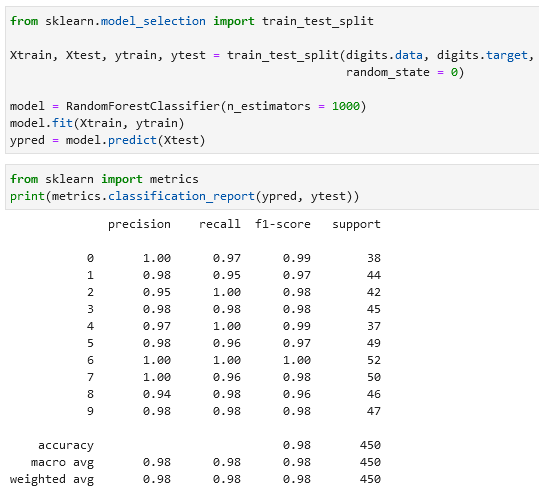 from sklearn.model_selection import train_test_split
Xtrain, Xtest, ytrain, ytest = train_test_split(digits.data, digits.target,
random_state = 0)
model = RandomForestClassifier(n_estimators = 1000)
model.fit(Xtrain, ytrain)
ypred = model.predict(Xtest)
from sklearn import metrics
print(metrics.classification_report(ypred, ytest))
precision recall f1-score support
0 1.00 0.97 0.99 38
1 0.98 0.95 0.97 44
2 0.95 1.00 0.98 42
3 0.98 0.98 0.98 45
4 0.97 1.00 0.99 37
5 0.98 0.96 0.97 49
6 1.00 1.00 1.00 52
7 1.00 0.96 0.98 50
8 0.94 0.98 0.96 46
9 0.98 0.98 0.98 47
accuracy 0.98 450
macro avg 0.98 0.98 0.98 450
weighted avg 0.98 0.98 0.98 450